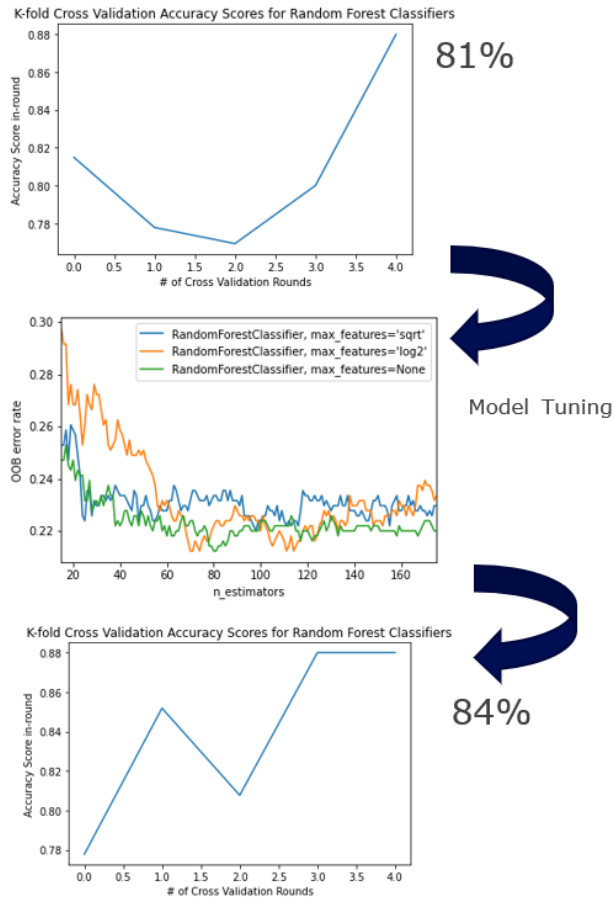 K-fold Cross Validation Accuracy Scores for Random Forest Classifiers
81%
0.88
0.86
0.84
0.82
0.80
0.78
Accuracy Score in-round
0.0 0.5 1.0 1.5 2.0 2.5 3.0 3.5 4.0
# of Cross Validation Rounds
0.30
0.28
0.26
0.24
0.22
OOB error rate
RandomForestClassifier, max_features='sqrt'
RandomForestClassifier, max_features='log2'
RandomForestClassifier, max_features=None
Model Tuning
20 40 60 80 100 120 140 160
n_estimators
K-fold Cross Validation Accuracy Scores for Random Forest Classifiers
84%
0.88
0.86
0.84
0.82
0.80
0.78
Accuracy Score in-round
0.0 0.5 1.0 1.5 2.0 2.5 3.0 3.5 4.0
# of Cross Validation Rounds